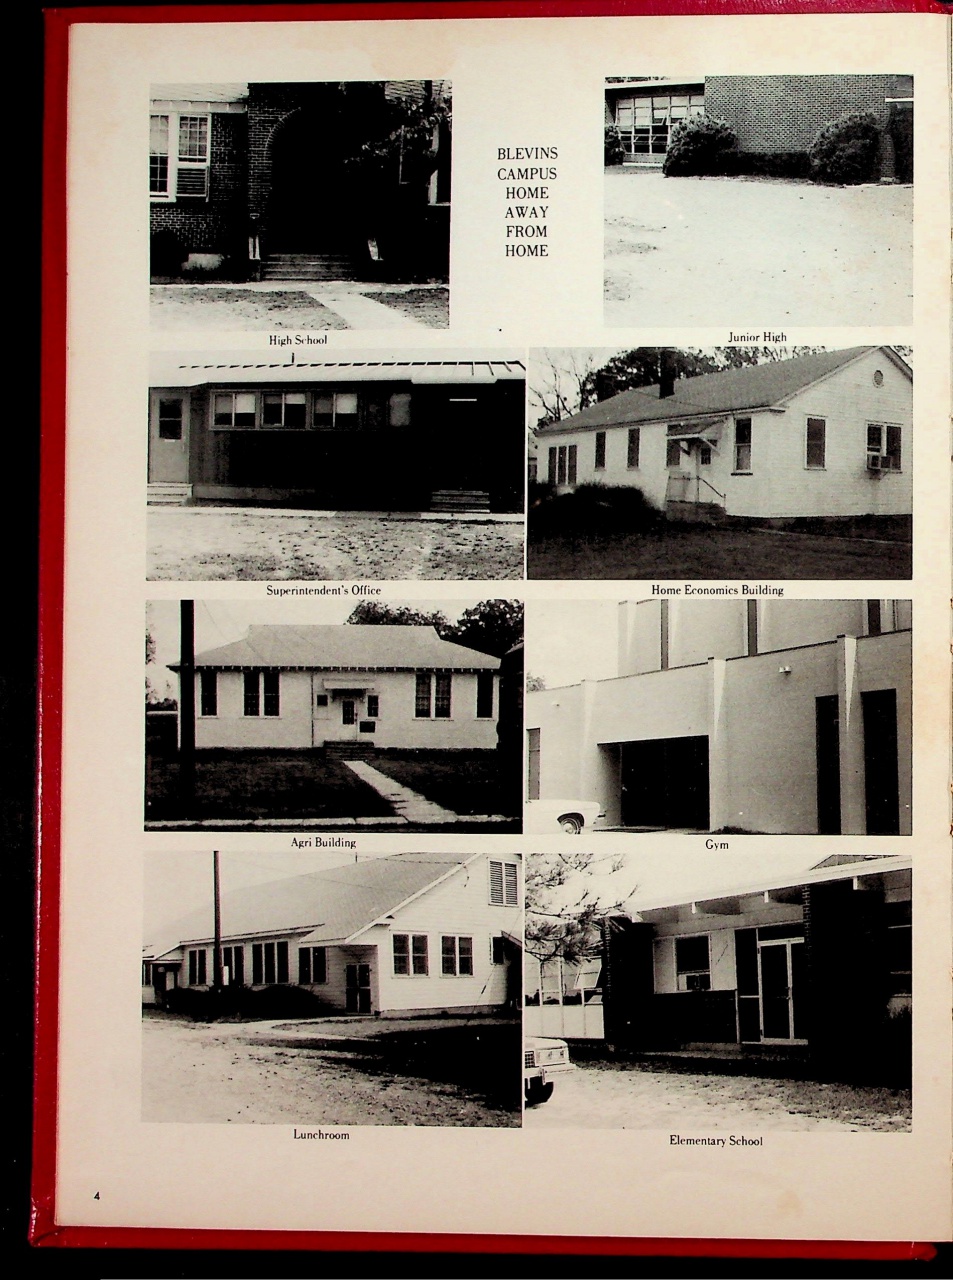 BLEVINS
CAMPUS
HOME
AWAY
FROM
HOME
High School
Junior High
Superintendent's Office
Home Economics Building
Agri Building
Gym
Lunchroom
Elementary School
4